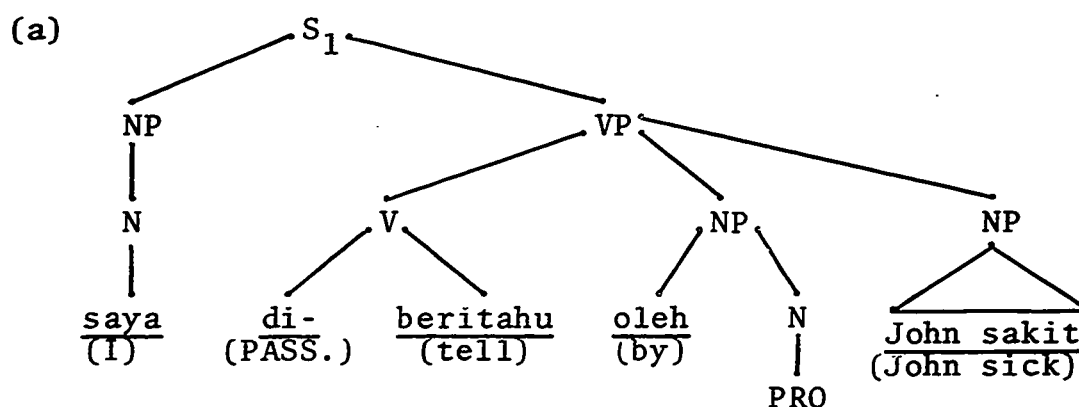 (a) S1
NP VP
N V NP NP
saya di- beritahu oleh N John sakit
(I) (PASS.) (tell) (by) (John sick)
PRO